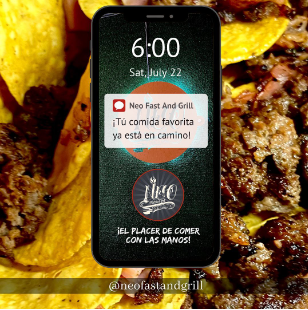 6:00
Sat, July 22
Neo Fast And Grill
¡Tú comida favorita
ya está en camino!
NEO
¡EL PLACER DE COMER
CON LAS MANOS!
@neofastandgrill